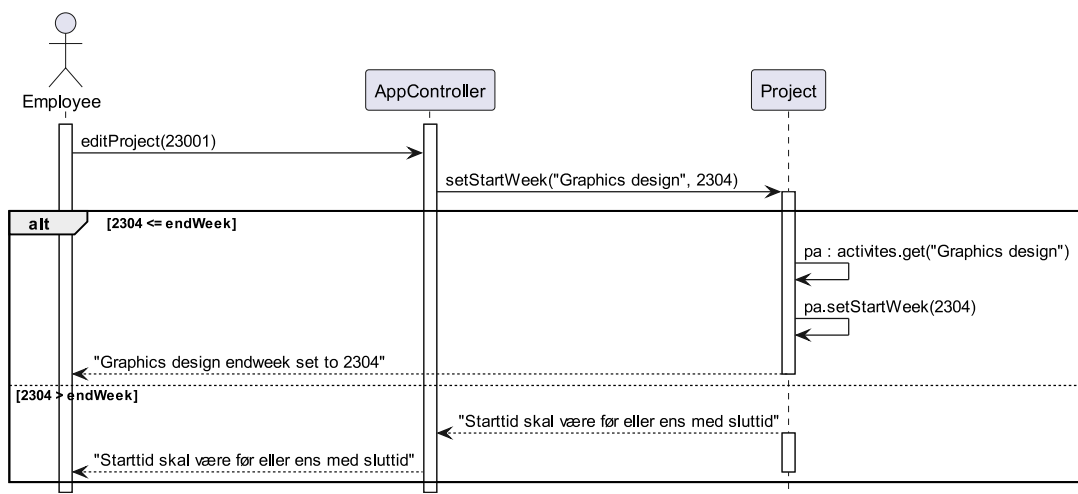 Employee
AppController
Project
editProject(23001)
setStartWeek("Graphics design", 2304)
alt
[2304 <= endWeek]
pa : activites.get("Graphics design")
pa.setStartWeek(2304)
"Graphics design endweek set to 2304"
[2304 > endWeek]
"Starttid skal være før eller ens med sluttid"
"Starttid skal være før eller ens med sluttid"